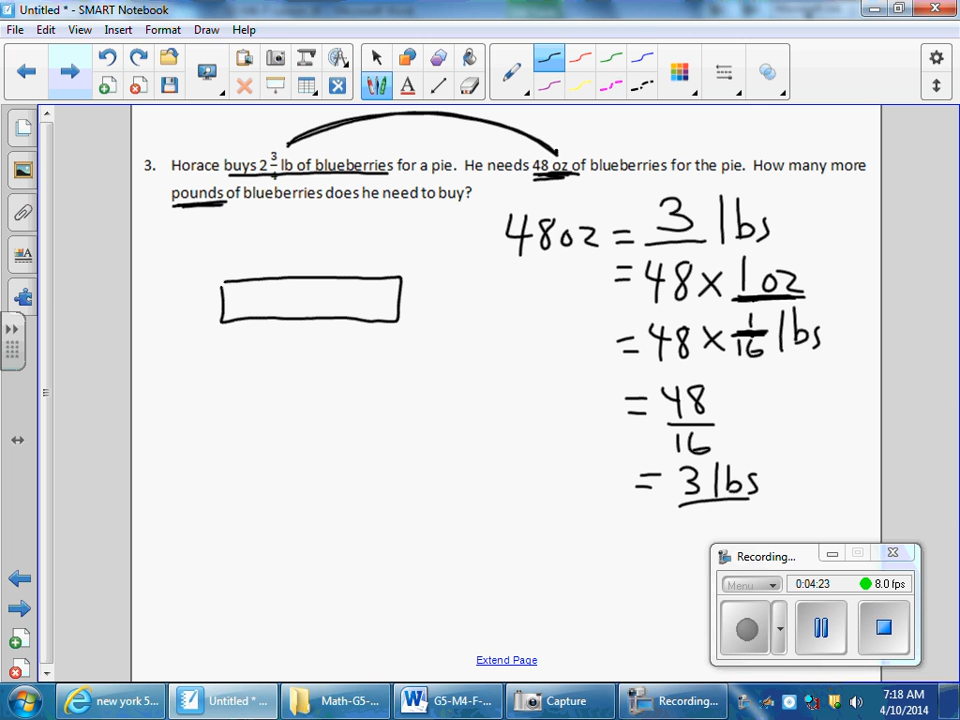 Untitled * - SMART Notebook
File Edit View Insert Format Draw Help
3. Horace buys 2 3/4 lb of blueberries for a pie. He needs 48 oz of blueberries for the pie. How many more
pounds of blueberries does he need to buy?
48oz = 3 lbs
= 48 × 1 oz
= 48 × 1/16 lbs
= 48/16
= 3 lbs
Recording...
Menu 0:04:23 8.0 fps
Extend Page
new york 5... Untitled * ... Math-G5-... G5-M4-F-... Capture Recording...
7:18 AM
4/10/2014